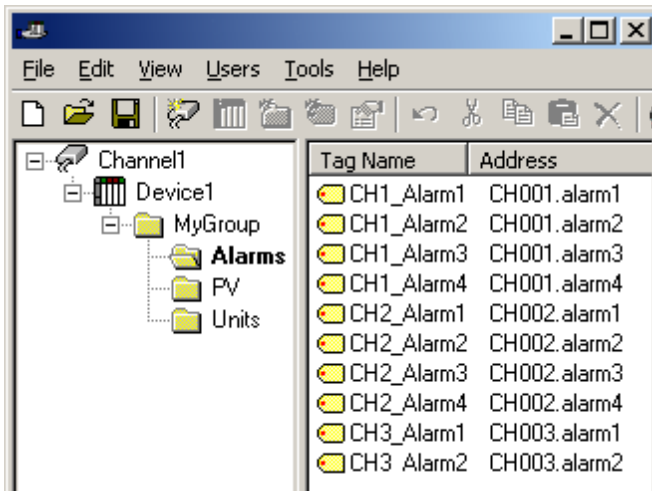 File Edit View Users Tools Help
Channel1
Device1
MyGroup
Alarms
PV
Units
Tag Name Address
CH1_Alarm1 CH001.alarm1
CH1_Alarm2 CH001.alarm2
CH1_Alarm3 CH001.alarm3
CH1_Alarm4 CH001.alarm4
CH2_Alarm1 CH002.alarm1
CH2_Alarm2 CH002.alarm2
CH2_Alarm3 CH002.alarm3
CH2_Alarm4 CH002.alarm4
CH3_Alarm1 CH003.alarm1
CH3 Alarm2 CH003.alarm2